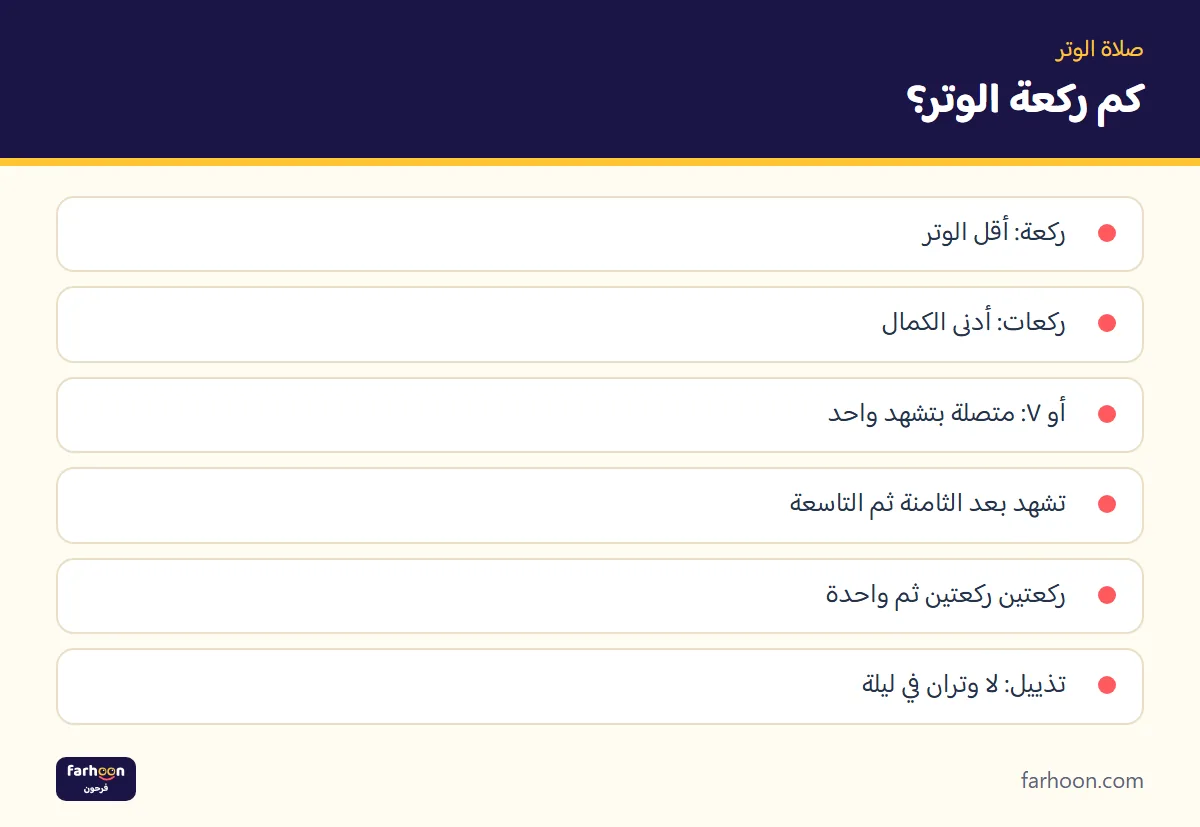 صلاة الوتر
كم ركعة الوتر؟
ركعة: أقل الوتر
ركعات: أدنى الكمال
أو ٧: متصلة بتشهد واحد
تشهد بعد الثامنة ثم التاسعة
ركعتين ركعتين ثم واحدة
تذييل: لا وتران في ليلة
farhoon
فرحون
farhoon.com